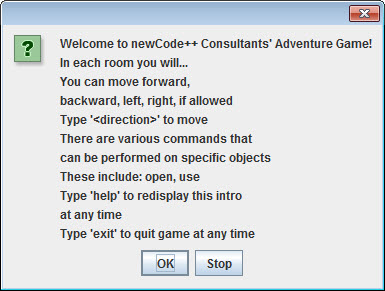 Welcome to newCode++ Consultants' Adventure Game!
In each room you will...
You can move forward,
backward, left, right, if allowed
Type '<direction>' to move
There are various commands that
can be performed on specific objects
These include: open, use
Type 'help' to redisplay this intro
at any time
Type 'exit' to quit game at any time
OK Stop